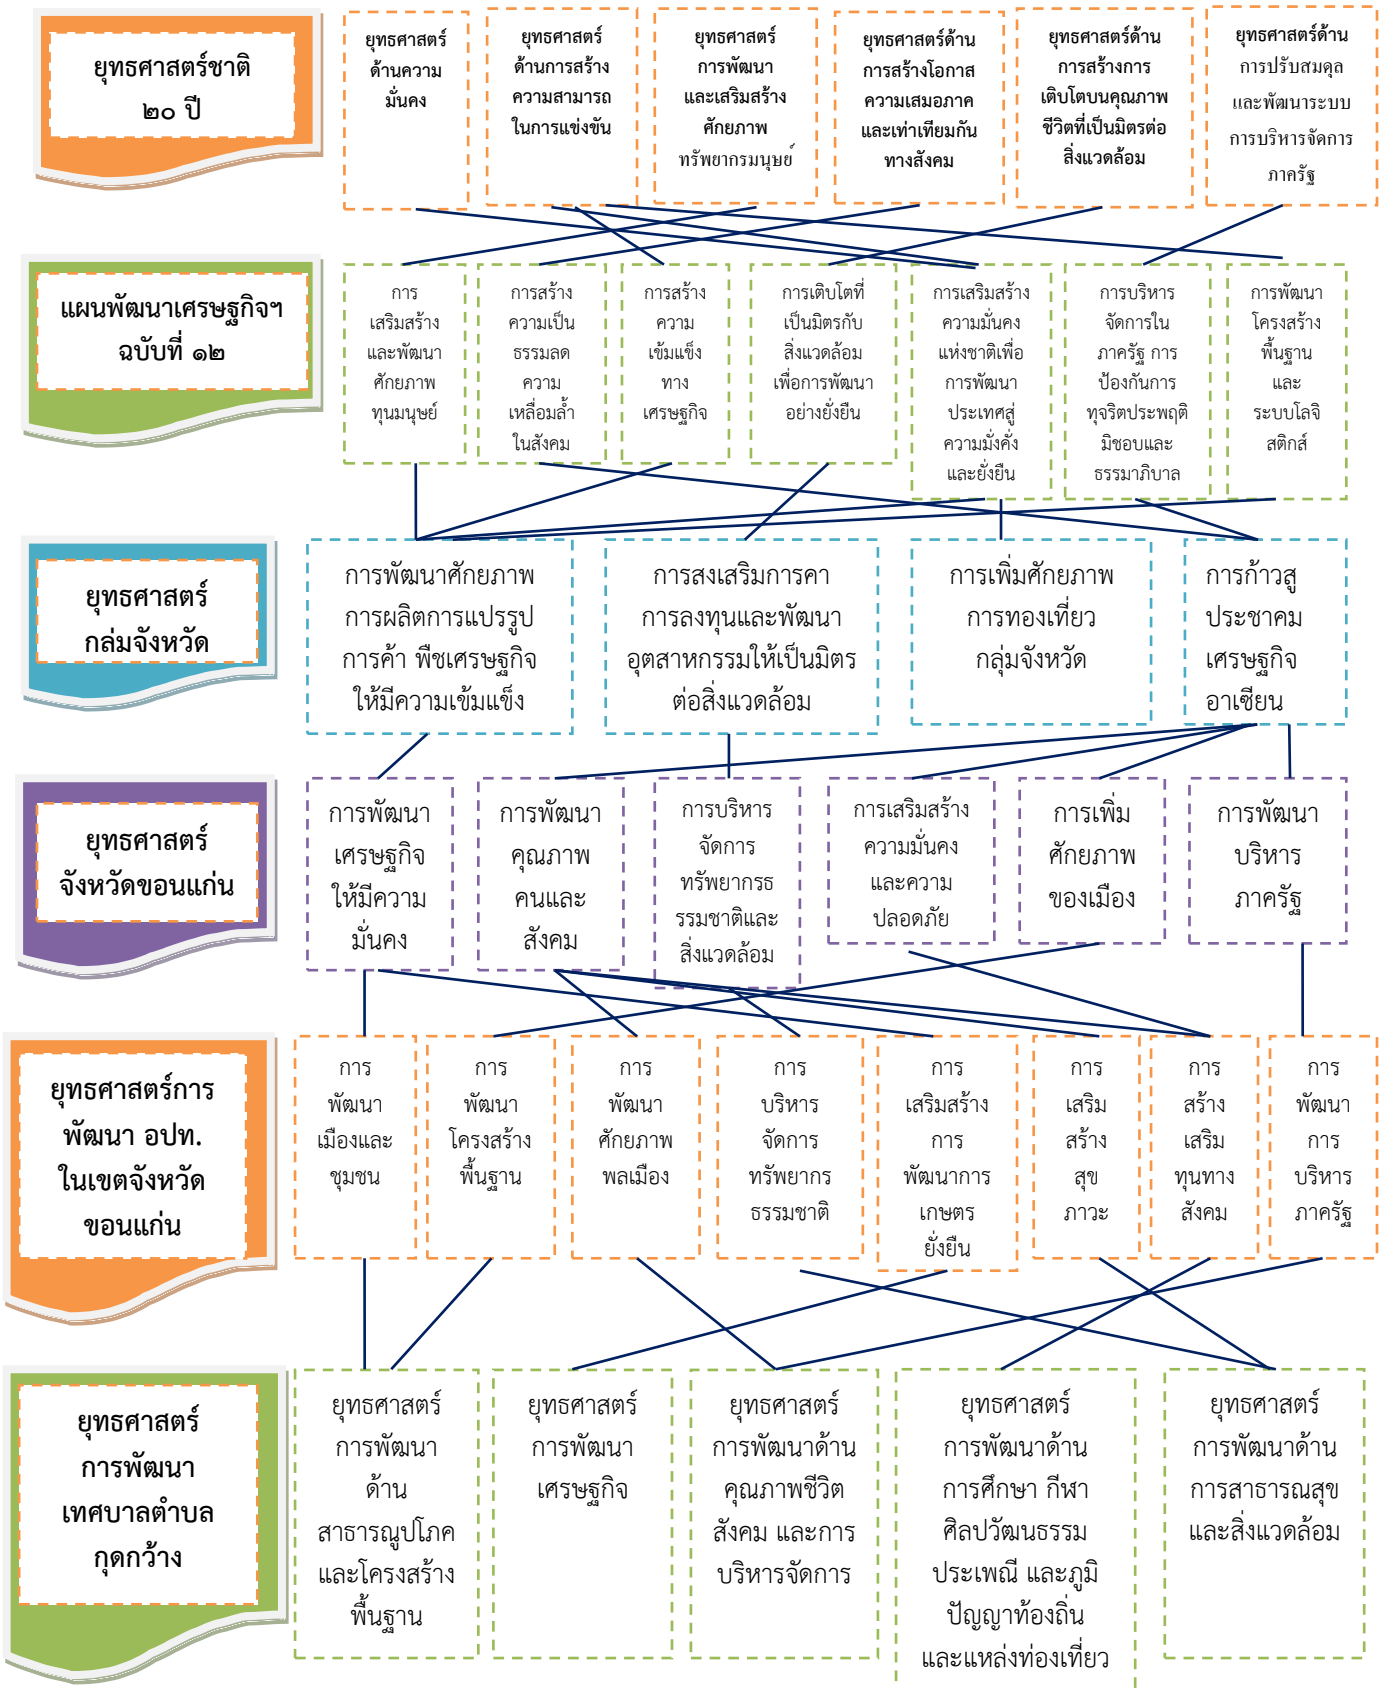 ยุทธศาสตร์ชาติ
๒๐ ปี
ยุทธศาสตร์
ด้านความ
มั่นคง
ยุทธศาสตร์
ด้านการสร้าง
ความสามารถ
ในการแข่งขัน
ยุทธศาสตร์
การพัฒนา
และเสริมสร้าง
ศักยภาพ
ทรัพยากรมนุษย์
ยุทธศาสตร์ด้าน
การสร้างโอกาส
ความเสมอภาค
และเท่าเทียมกัน
ทางสังคม
ยุทธศาสตร์ด้าน
การสร้างการ
เติบโตบนคุณภาพ
ชีวิตที่เป็นมิตรต่อ
สิ่งแวดล้อม
ยุทธศาสตร์ด้าน
การปรับสมดุล
และพัฒนาระบบ
การบริหารจัดการ
ภาครัฐ
แผนพัฒนาเศรษฐกิจฯ
ฉบับที่ ๑๒
การ
เสริมสร้าง
และพัฒนา
ศักยภาพ
ทุนมนุษย์
การสร้าง
ความเป็น
ธรรมลด
ความ
เหลื่อมล้ำ
ในสังคม
การสร้าง
ความ
เข้มแข็ง
ทาง
เศรษฐกิจ
การเติบโตที่
เป็นมิตรกับ
สิ่งแวดล้อม
เพื่อการพัฒนา
อย่างยั่งยืน
การเสริมสร้าง
ความมั่นคง
แห่งชาติเพื่อ
การพัฒนา
ประเทศสู่
ความมั่งคั่ง
และยั่งยืน
การบริหาร
จัดการใน
ภาครัฐ การ
ป้องกันการ
ทุจริตประพฤติ
มิชอบและ
ธรรมาภิบาล
การพัฒนา
โครงสร้าง
พื้นฐาน
และ
ระบบโลจิ
สติกส์
ยุทธศาสตร์
กล่มจังหวัด
การพัฒนาศักยภาพ
การผลิตการแปรรูป
การค้า พืชเศรษฐกิจ
ให้มีความเข้มแข็ง
การสงเสริมการคา
การลงทุนและพัฒนา
อุตสาหกรรมให้เป็นมิตร
ต่อสิ่งแวดล้อม
การเพิ่มศักยภาพ
การทองเที่ยว
กลุ่มจังหวัด
การก้าวสู
ประชาคม
เศรษฐกิจ
อาเซียน
ยุทธศาสตร์
จังหวัดขอนแก่น
การพัฒนา
เศรษฐกิจ
ให้มีความ
มั่นคง
การพัฒนา
คุณภาพ
คนและ
สังคม
การบริหาร
จัดการ
ทรัพยากรธ
รรมชาติและ
สิ่งแวดล้อม
การเสริมสร้าง
ความมั่นคง
และความ
ปลอดภัย
การเพิ่ม
ศักยภาพ
ของเมือง
การพัฒนา
บริหาร
ภาครัฐ
ยุทธศาสตร์การ
พัฒนา อปท.
ในเขตจังหวัด
ขอนแก่น
การ
พัฒนา
เมืองและ
ชุมชน
การ
พัฒนา
โครงสร้าง
พื้นฐาน
การ
พัฒนา
ศักยภาพ
พลเมือง
การ
บริหาร
จัดการ
ทรัพยากร
ธรรมชาติ
การ
เสริมสร้าง
การ
พัฒนาการ
เกษตร
ยั่งยืน
การ
เสริม
สร้าง
สุข
ภาวะ
การ
สร้าง
เสริม
ทุนทาง
สังคม
การ
พัฒนา
การ
บริหาร
ภาครัฐ
ยุทธศาสตร์
การพัฒนา
เทศบาลตำบล
กุดกว้าง
ยุทธศาสตร์
การพัฒนา
ด้าน
สาธารณูปโภค
และโครงสร้าง
พื้นฐาน
ยุทธศาสตร์
การพัฒนา
เศรษฐกิจ
ยุทธศาสตร์
การพัฒนาด้าน
คุณภาพชีวิต
สังคม และการ
บริหารจัดการ
ยุทธศาสตร์
การพัฒนาด้าน
การศึกษา กีฬา
ศิลปวัฒนธรรม
ประเพณี และภูมิ
ปัญญาท้องถิ่น
และแหล่งท่องเที่ยว
ยุทธศาสตร์
การพัฒนาด้าน
การสาธารณสุข
และสิ่งแวดล้อม